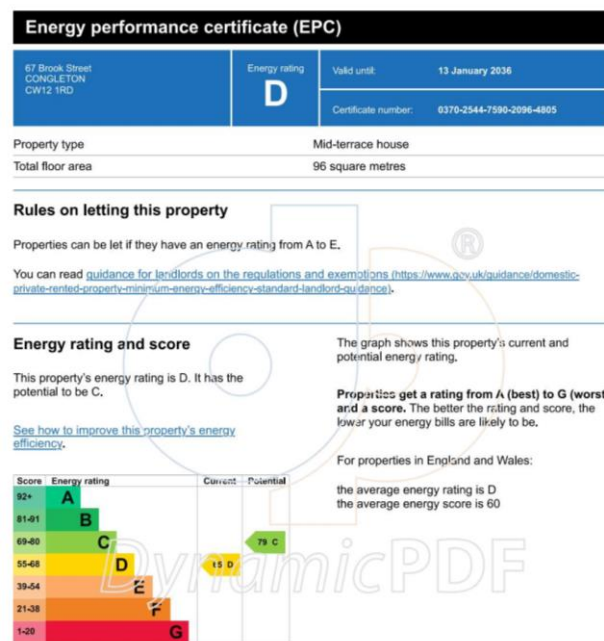 Energy performance certificate (EPC)
67 Brook Street
CONGLETON
CW12 1RD
Energy rating
D
Valid until:
13 January 2036
Certificate number:
0370-2544-7590-2096-4805
Property type
Mid-terrace house
Total floor area
96 square metres
Rules on letting this property
Properties can be let if they have an energy rating from A to E.
You can read guidance for landlords on the regulations and exemptions (https://www.gov.uk/guidance/domestic-
private-rented-property-minimum-energy-efficiency-standard-landlord-guidance).
Energy rating and score
This property's energy rating is D. It has the
potential to be C.
See how to improve this property's energy
efficiency.
The graph shows this property's current and
potential energy rating.
Properties get a rating from A (best) to G (worst
and a score. The better the rating and score, the
lower your energy bills are likely to be.
For properties in England and Wales:
the average energy rating is D
the average energy score is 60
Score Energy rating Current Potential
92+ A
81-91 B
69-80 C 79 C
55-68 D D
39-54 E
21-38 F
1-20 G
DynamicPDF
®